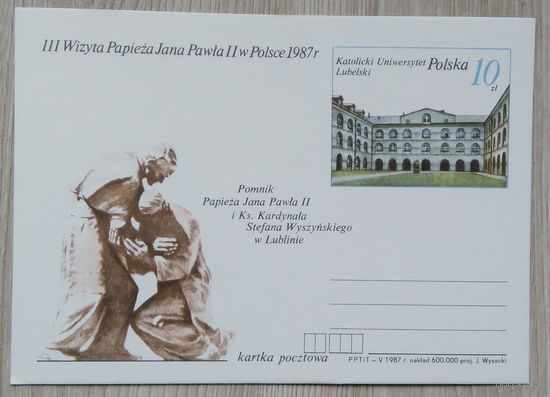 III Wizyta Papieża Jana Pawła II w Polsce 1987r
Katolicki Uniwersytet
Lubelski
Polska 10
zł
Pomnik
Papieża Jana Pawła II
i Ks. Kardynała
Stefana Wyszyńskiego
w Lublinie
kartka pocztowa
PPTiT – V 1987 r. nakład 600.000 proj. J. Wysocki